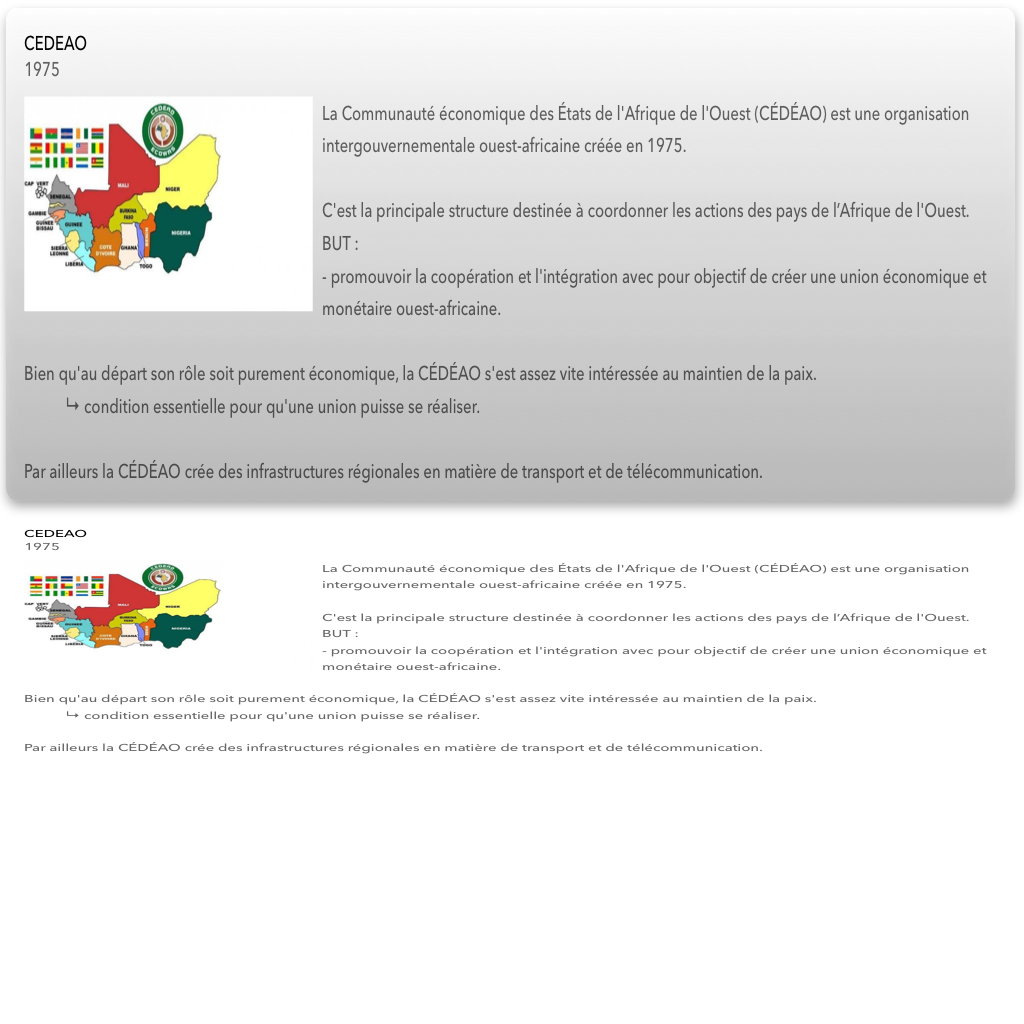 CEDEAO
1975
CEDEAO
ECOWAS
CAP VERT
SENEGAL
MALI
NIGER
GAMBIE
GUINÉE
BISSAU
GUINEE
BURKINA
FASO
NIGERIA
SIERRA
LEONNE
COTE
D'IVOIRE
GHANA
LIBERIA
TOGO
La Communauté économique des États de l'Afrique de l'Ouest (CÉDÉAO) est une organisation
intergouvernementale ouest-africaine créée en 1975.
C'est la principale structure destinée à coordonner les actions des pays de l’Afrique de l'Ouest.
BUT :
- promouvoir la coopération et l'intégration avec pour objectif de créer une union économique et
monétaire ouest-africaine.
Bien qu'au départ son rôle soit purement économique, la CÉDÉAO s'est assez vite intéressée au maintien de la paix.
↪ condition essentielle pour qu'une union puisse se réaliser.
Par ailleurs la CÉDÉAO crée des infrastructures régionales en matière de transport et de télécommunication.
CEDEAO
1975
CAP VERT
SENEGAL
MALI
NIGER
GAMBIE
GUINEE
NIGERIA
LIBERIA
TOGO
La Communauté économique des États de l'Afrique de l'Ouest (CÉDÉAO) est une organisation
intergouvernementale ouest-africaine créée en 1975.
C'est la principale structure destinée à coordonner les actions des pays de l’Afrique de l'Ouest.
BUT :
- promouvoir la coopération et l'intégration avec pour objectif de créer une union économique et
monétaire ouest-africaine.
Bien qu'au départ son rôle soit purement économique, la CÉDÉAO s'est assez vite intéressée au maintien de la paix.
↪ condition essentielle pour qu'une union puisse se réaliser.
Par ailleurs la CÉDÉAO crée des infrastructures régionales en matière de transport et de télécommunication.